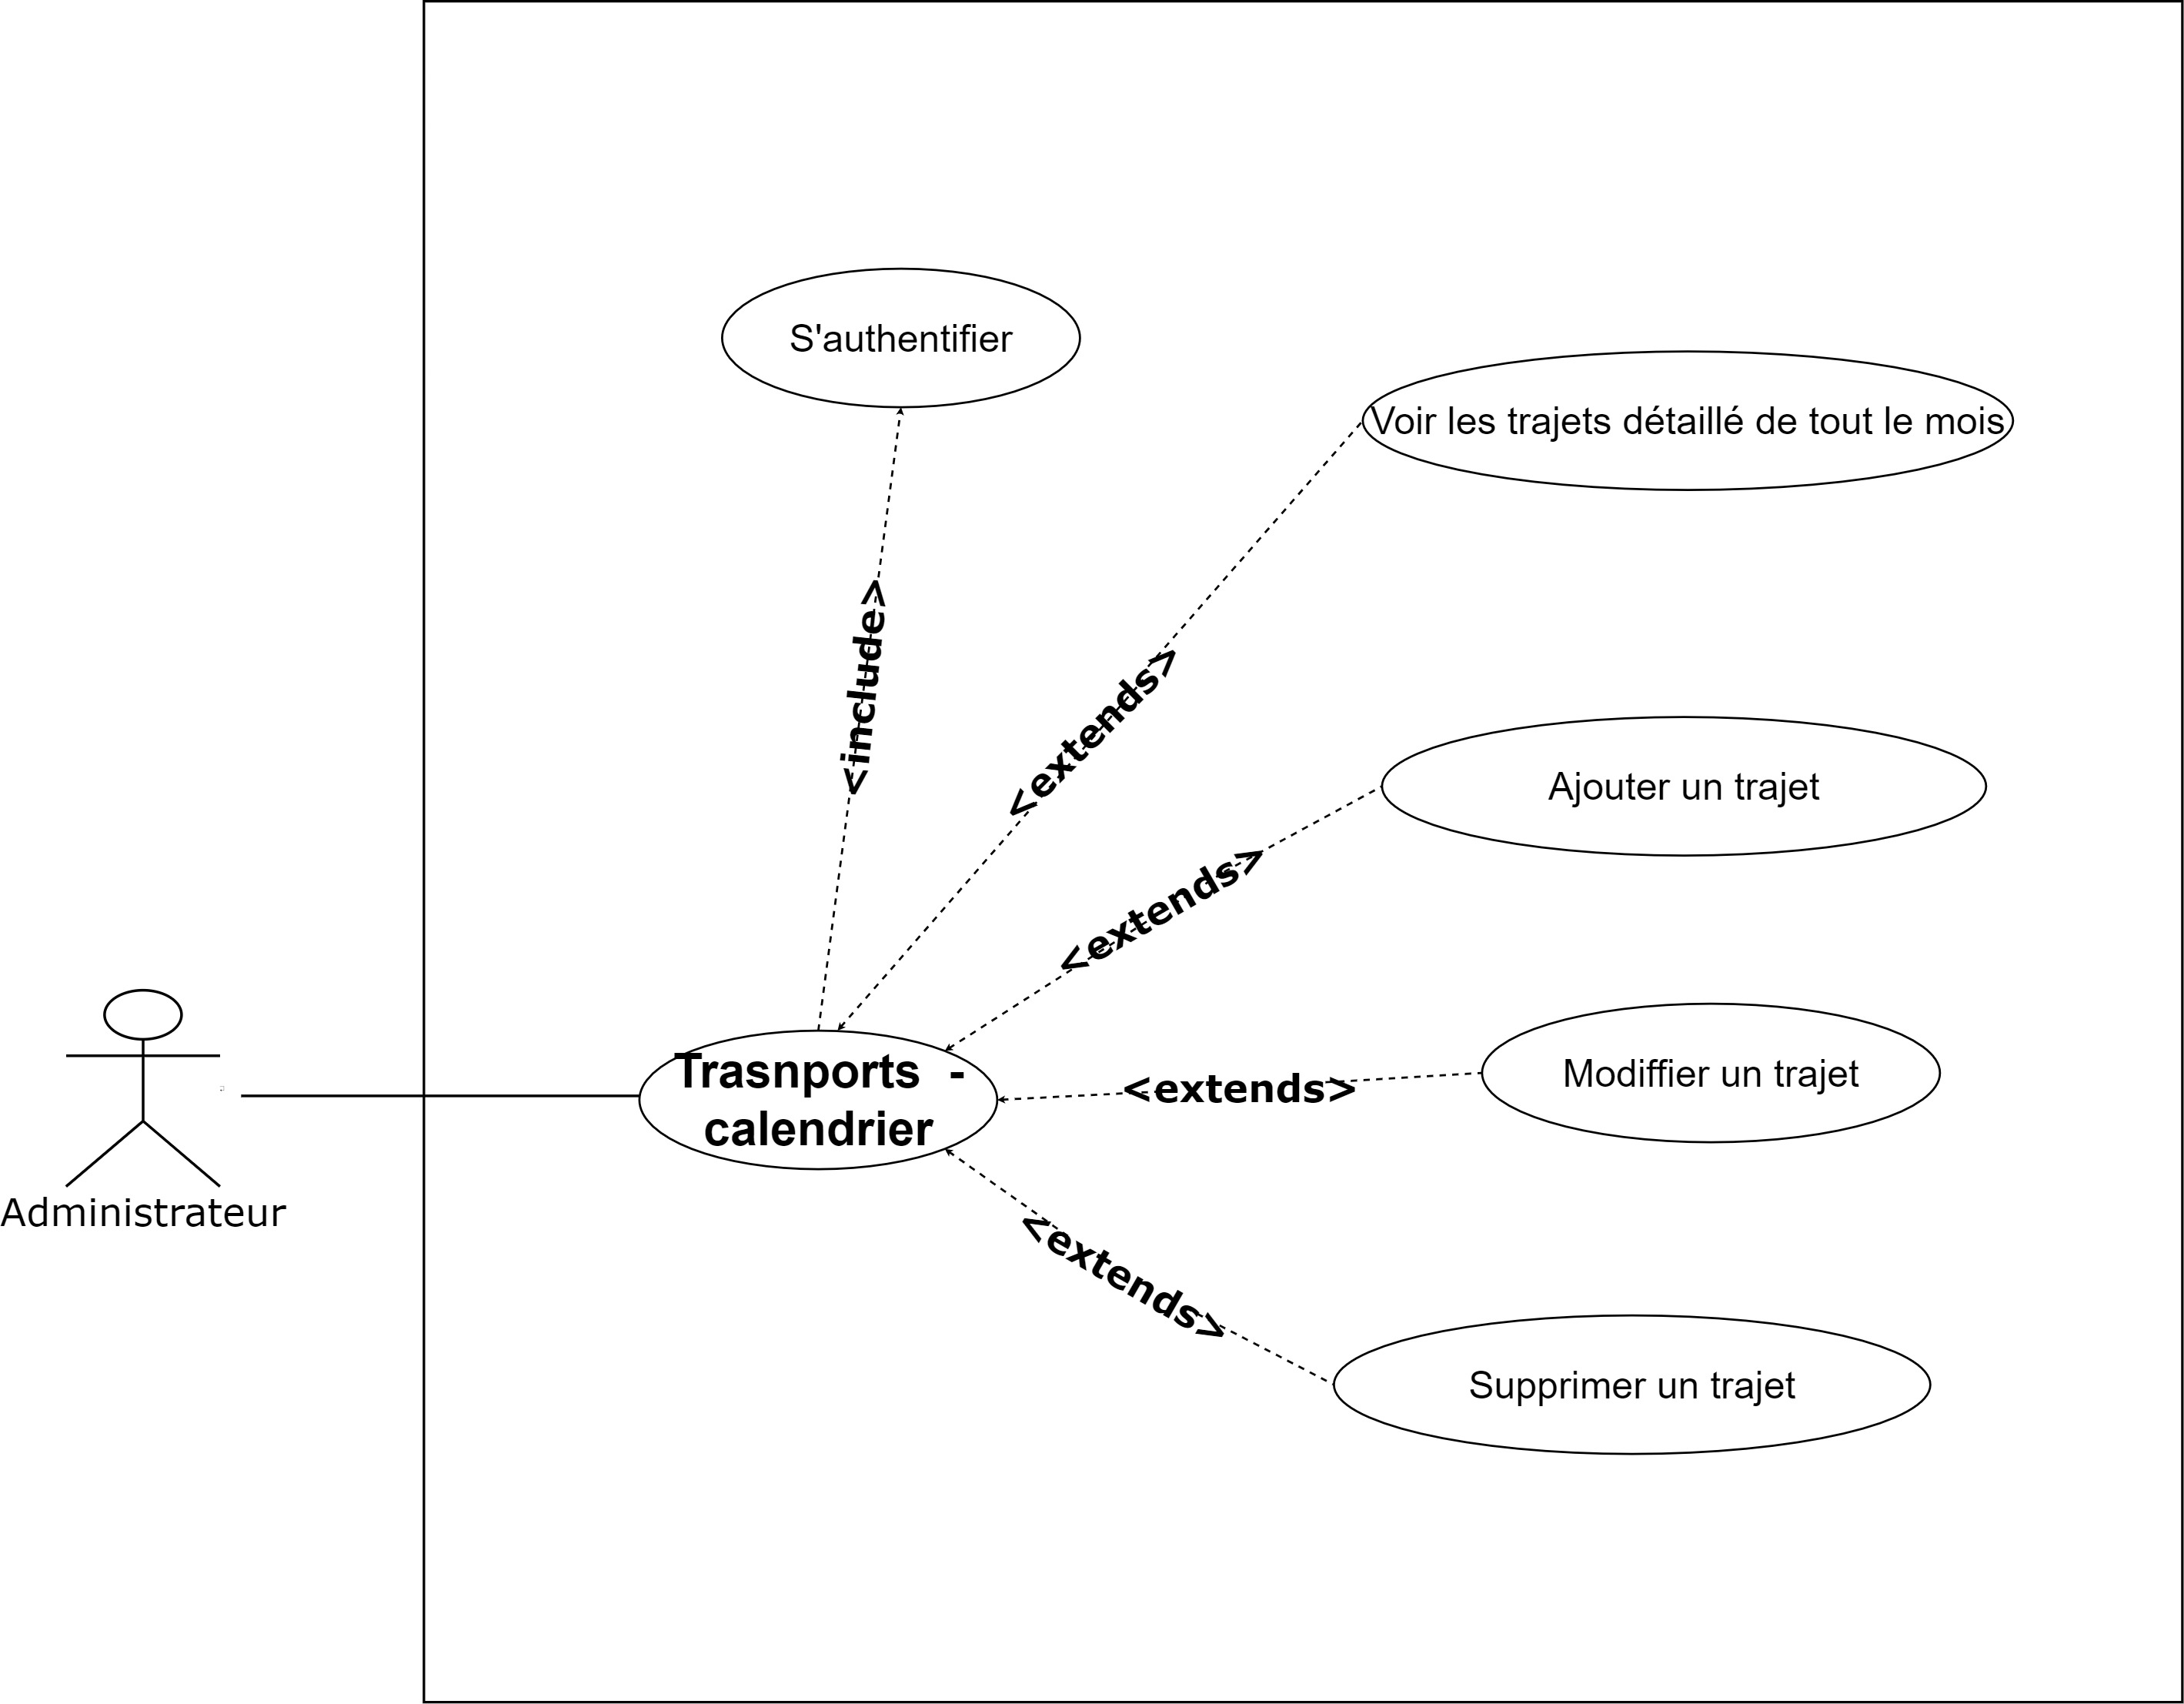 S'authentifier
Voir les trajets détaillé de tout le mois
<include>
<extends>
Ajouter un trajet
<extends>
Trasnports -
calendrier
<extends>
Modiffier un trajet
Administrateur
<extends>
Supprimer un trajet